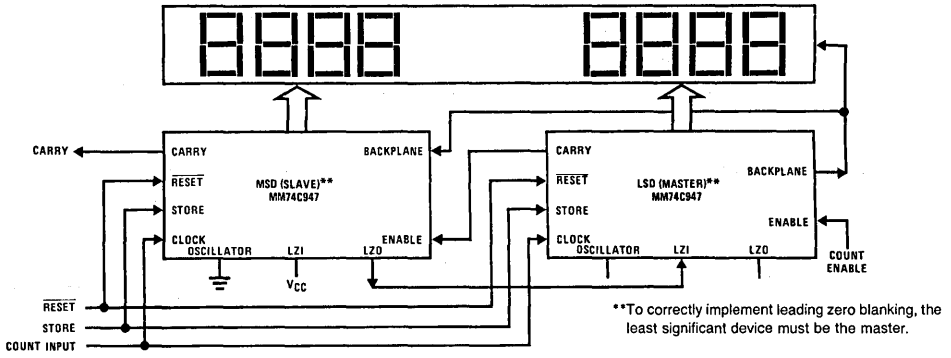 CARRY
CARRY
RESET
STORE
CLOCK
OSCILLATOR
LZI
LZO
ENABLE
BACKPLANE
MSD (SLAVE)**
MM74C947
VCC
CARRY
RESET
STORE
CLOCK
OSCILLATOR
LZI
LZO
ENABLE
BACKPLANE
LSD (MASTER)**
MM74C947
COUNT
ENABLE
RESET
STORE
COUNT INPUT
**To correctly implement leading zero blanking, the
least significant device must be the master.